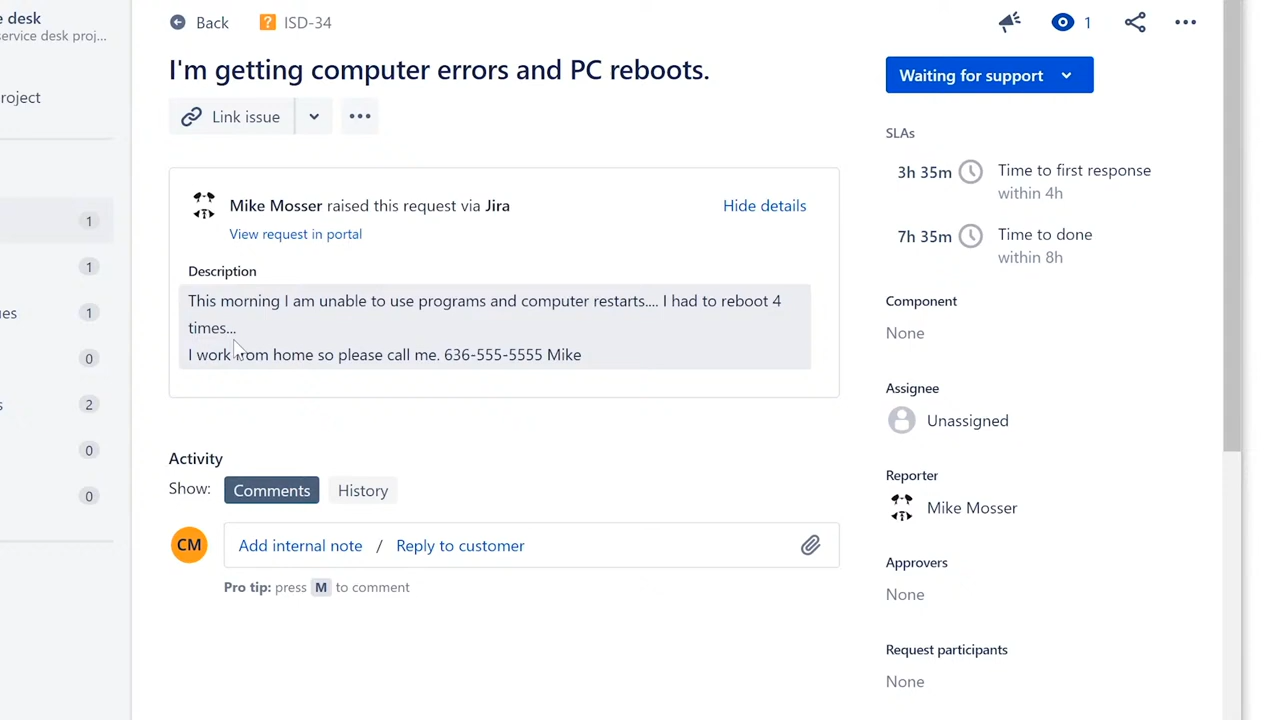 e desk
service desk proj...
roject
1
1
ues
1
0
s
2
0
0
Back
ISD-34
1
I'm getting computer errors and PC reboots.
Link issue
Mike Mosser raised this request via Jira
Hide details
View request in portal
Description
This morning I am unable to use programs and computer restarts.... I had to reboot 4
times...
I work from home so please call me. 636-555-5555 Mike
Activity
Show: Comments History
CM
Add internal note / Reply to customer
Pro tip: press M to comment
Waiting for support
SLAs
3h 35m Time to first response
within 4h
7h 35m Time to done
within 8h
Component
None
Assignee
Unassigned
Reporter
Mike Mosser
Approvers
None
Request participants
None